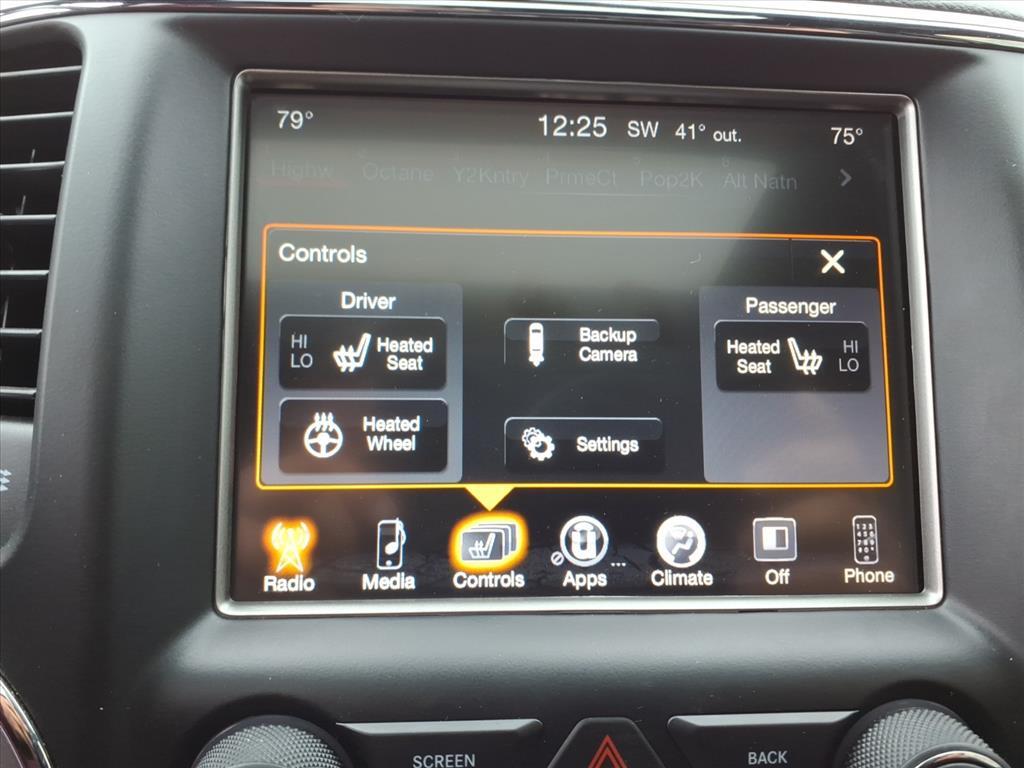 79° 12:25 SW 41° out. 75°
Highw Octane Y2Kntry PrmeCt Pop2K Alt Natn
Controls
Driver
HI
LO
Heated
Seat
Heated
Wheel
Backup
Camera
Settings
Passenger
Heated
Seat
HI
LO
Radio Media Controls Apps ... Climate Off Phone
SCREEN BACK